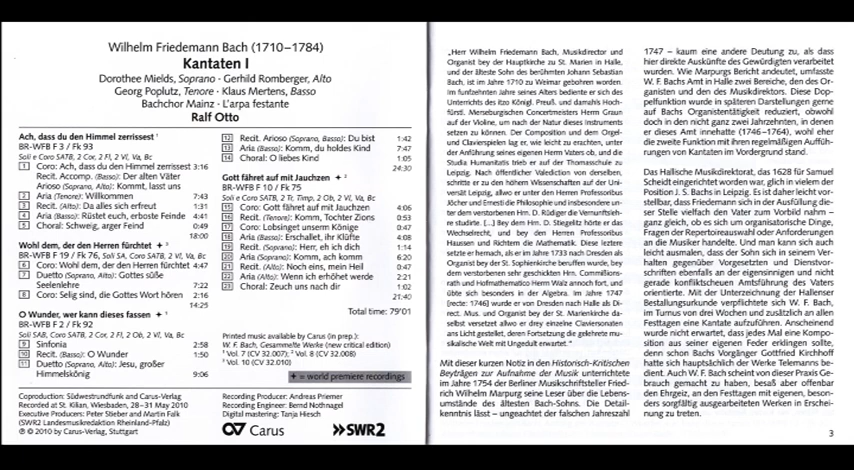 Wilhelm Friedemann Bach (1710–1784)
Kantaten I
Dorothee Mields, Soprano · Gerhild Romberger, Alto
Georg Poplutz, Tenore · Klaus Mertens, Basso
Bachchor Mainz · L'arpa festante
Ralf Otto
Ach, dass du den Himmel zerrissest ¹
BR-WFB F 3 / Fk 93
Soli e Coro SATB, 2 Cor, 2 Fl, 2 Vl, Va, Bc
1 Coro: Ach, dass du den Himmel zerrissest 3:16
Recit. Accomp. (Basso): Der alten Väter
Arioso (Soprano, Alto): Kommt, lasst uns
2 Aria (Tenore): Willkommen 7:43
3 Recit. (Alto): Da alles sich erfreut 1:31
4 Aria (Basso): Rüstet euch, erboste Feinde 4:41
5 Choral: Schweig, arger Feind 0:49
18:00
Wohl dem, der den Herren fürchtet ✦ ³
BR-WFB F 19 / Fk 76, Soli SA, Coro SATB, 2 Vl, Va, Bc
6 Coro: Wohl dem, der den Herren fürchtet 4:47
7 Duetto (Soprano, Alto): Gottes süße
Seelenlehre 7:22
8 Coro: Selig sind, die Gottes Wort hören 2:16
14:25
O Wunder, wer kann dieses fassen ✦ ¹
BR-WFB F 2 / Fk 92
Soli SAB, Coro SATB, 2 Cor, 2 Fl, 2 Ob, 2 Vl, Va, Bc
9 Sinfonia 2:58
10 Recit. (Basso): O Wunder 1:50
11 Duetto (Soprano, Alto): Jesu, großer
Himmelskönig 9:06
12 Recit. Arioso (Soprano, Basso): Du bist 1:42
13 Aria (Basso): Komm, du holdes Kind 7:47
14 Choral: O liebes Kind 1:05
24:30
Gott fähret auf mit Jauchzen ✦ ²
BR-WFB F 10 / Fk 75
Soli e Coro SATB, 2 Tr, Timp, 2 Ob, 2 Vl, Va, Bc
15 Coro: Gott fähret auf mit Jauchzen 4:06
16 Recit. (Tenore): Komm, Tochter Zions 0:53
17 Coro: Lobsinget unserm Könige 0:47
18 Aria (Basso): Erschallet, ihr Klüfte 4:08
19 Recit. (Soprano): Herr, eh ich dich 1:14
20 Aria (Soprano): Komm, ach komm 6:20
21 Recit. (Alto): Noch eins, mein Heil 0:47
22 Aria (Alto): Wenn ich erhöhet werde 2:21
23 Choral: Zeuch uns nach dir 1:02
21:40
Total time: 79'01
Printed music available by Carus (in prep.):
W. F. Bach, Gesammelte Werke (new critical edition)
¹ Vol. 7 (CV 32.007); ² Vol. 8 (CV 32.008)
³ Vol. 10 (CV 32.010)
✦ = world premiere recordings
Coproduction: Südwestrundfunk and Carus-Verlag
Recorded at St. Kilian, Wiesbaden, 28–31 May 2010
Executive Producers: Peter Stieber and Martin Falk
(SWR2 Landesmusikredaktion Rheinland-Pfalz)
℗ © 2010 by Carus-Verlag, Stuttgart
Recording Producer: Andreas Priemer
Recording Engineer: Bernd Nothnagel
Digital mastering: Tanja Hiesch
Carus SWR2
„Herr Wilhelm Friedemann Bach, Musikdirector und
Organist bey der Hauptkirche zu St. Marien in Halle,
und der älteste Sohn des berühmten Johann Sebastian
Bach, ist im Jahre 1710 zu Weimar gebohren worden.
Im funfzehnten Jahre seines Alters bediente er sich des
Unterrichts des itzo Königl. Preuß. und damahls Hoch-
fürstl. Merseburgischen Concertmeisters Herrn Graun
auf der Violine, um nach der Natur dieses Instruments
setzen zu können. Der Composition und dem Orgel-
und Clavierspielen lag er, wie leicht zu erachten, unter
der Anführung seines eigenen Herrn Vaters ob, und die
Studia Humanitatis trieb er auf der Thomasschule zu
Leipzig. Nach öffentlicher Valediction von derselben,
schritte er zu den höhern Wissenschaften auf der Uni-
versät Leipzig, allwo er unter den Herren Professoribus
Jöcher und Ernesti die Philosophie und insbesondere un-
ter dem verstorbenen Hrn. D. Rüdiger die Vernunftsleh-
re studirte. [...] Bey dem Hrn. D. Stieglitz hörte er das
Wechselrecht, und bey den Herren Professoribus
Haussen und Richtern die Mathematik. Diese leztere
setzte er hernach, als er im Jahre 1733 nach Dresden als
Organist bey der St. Sophienkirche beruffen wurde, bey
dem verstorbenen sehr geschickten Hrn. Commißions-
rath und Hofmathematico Herrn Walz annoch fort, und
übte sich besonders in der Algebra. Im Jahre 1747
[recte: 1746] wurde er von Dresden nach Halle als Di-
rect. Mus. und Organist bey der St. Marienkirche da-
selbst versetzet allwo er drey einzelne Claviersonaten
ans Licht gestellet, deren Fortsetzung die gelehrete mu-
sikalische Welt mit Ungedult erwartet."
Mit dieser kurzen Notiz in den Historisch-Kritischen
Beyträgen zur Aufnahme der Musik unterrichtete
im Jahre 1754 der Berliner Musikschriftsteller Fried-
rich Wilhelm Marpurg seine Leser über die Lebens-
umstände des ältesten Bach-Sohns. Die Detail-
kenntnis lässt – ungeachtet der falschen Jahreszahl
1747 – kaum eine andere Deutung zu, als dass
hier direkte Auskünfte des Gewürdigten verarbeitet
wurden. Wie Marpurgs Bericht andeutet, umfasste
W. F. Bachs Amt in Halle zwei Bereiche, den des Or-
ganisten und den des Musikdirektors. Diese Dop-
pelfunktion wurde in späteren Darstellungen gerne
auf Bachs Organistentätigkeit reduziert, obwohl
doch in den nicht ganz zwei Jahrzehnten, in denen
er dieses Amt innehatte (1746–1764), wohl eher
die zweite Funktion mit ihren regelmäßigen Auffüh-
rungen von Kantaten im Vordergrund stand.
Das Hallische Musikdirektorat, das 1628 für Samuel
Scheidt eingerichtet worden war, glich in vielem der
Position J. S. Bachs in Leipzig. Es ist daher leicht vor-
stellbar, dass Friedemann sich in der Ausfüllung die-
ser Stelle vielfach den Vater zum Vorbild nahm –
ganz gleich, ob es sich um organisatorische Dinge,
Fragen der Repertoireauswahl oder Anforderungen
an die Musiker handelte. Und man kann sich auch
leicht ausmalen, dass der Sohn sich in seinem Ver-
halten gegenüber Vorgesetzten und Dienstvor-
schriften ebenfalls an der eigensinnigen und nicht
gerade konfliktscheuen Amtsführung des Vaters
orientierte. Mit der Unterzeichnung der Hallenser
Bestallungsurkunde verpflichtete sich W. F. Bach,
im Turnus von drei Wochen und zusätzlich an allen
Festtagen eine Kantate aufzuführen. Anscheinend
wurde nicht erwartet, dass jedes Mal eine Kompo-
sition aus seiner eigenen Feder erklingen sollte,
denn schon Bachs Vorgänger Gottfried Kirchhoff
hatte sich hauptsächlich der Werke Telemanns be-
dient. Auch W. F. Bach scheint von dieser Praxis Ge-
brauch gemacht zu haben, besaß aber offenbar
den Ehrgeiz, an den Festtagen mit eigenen, beson-
ders sorgfältig ausgearbeiteten Werken in Erschei-
nung zu treten.
3